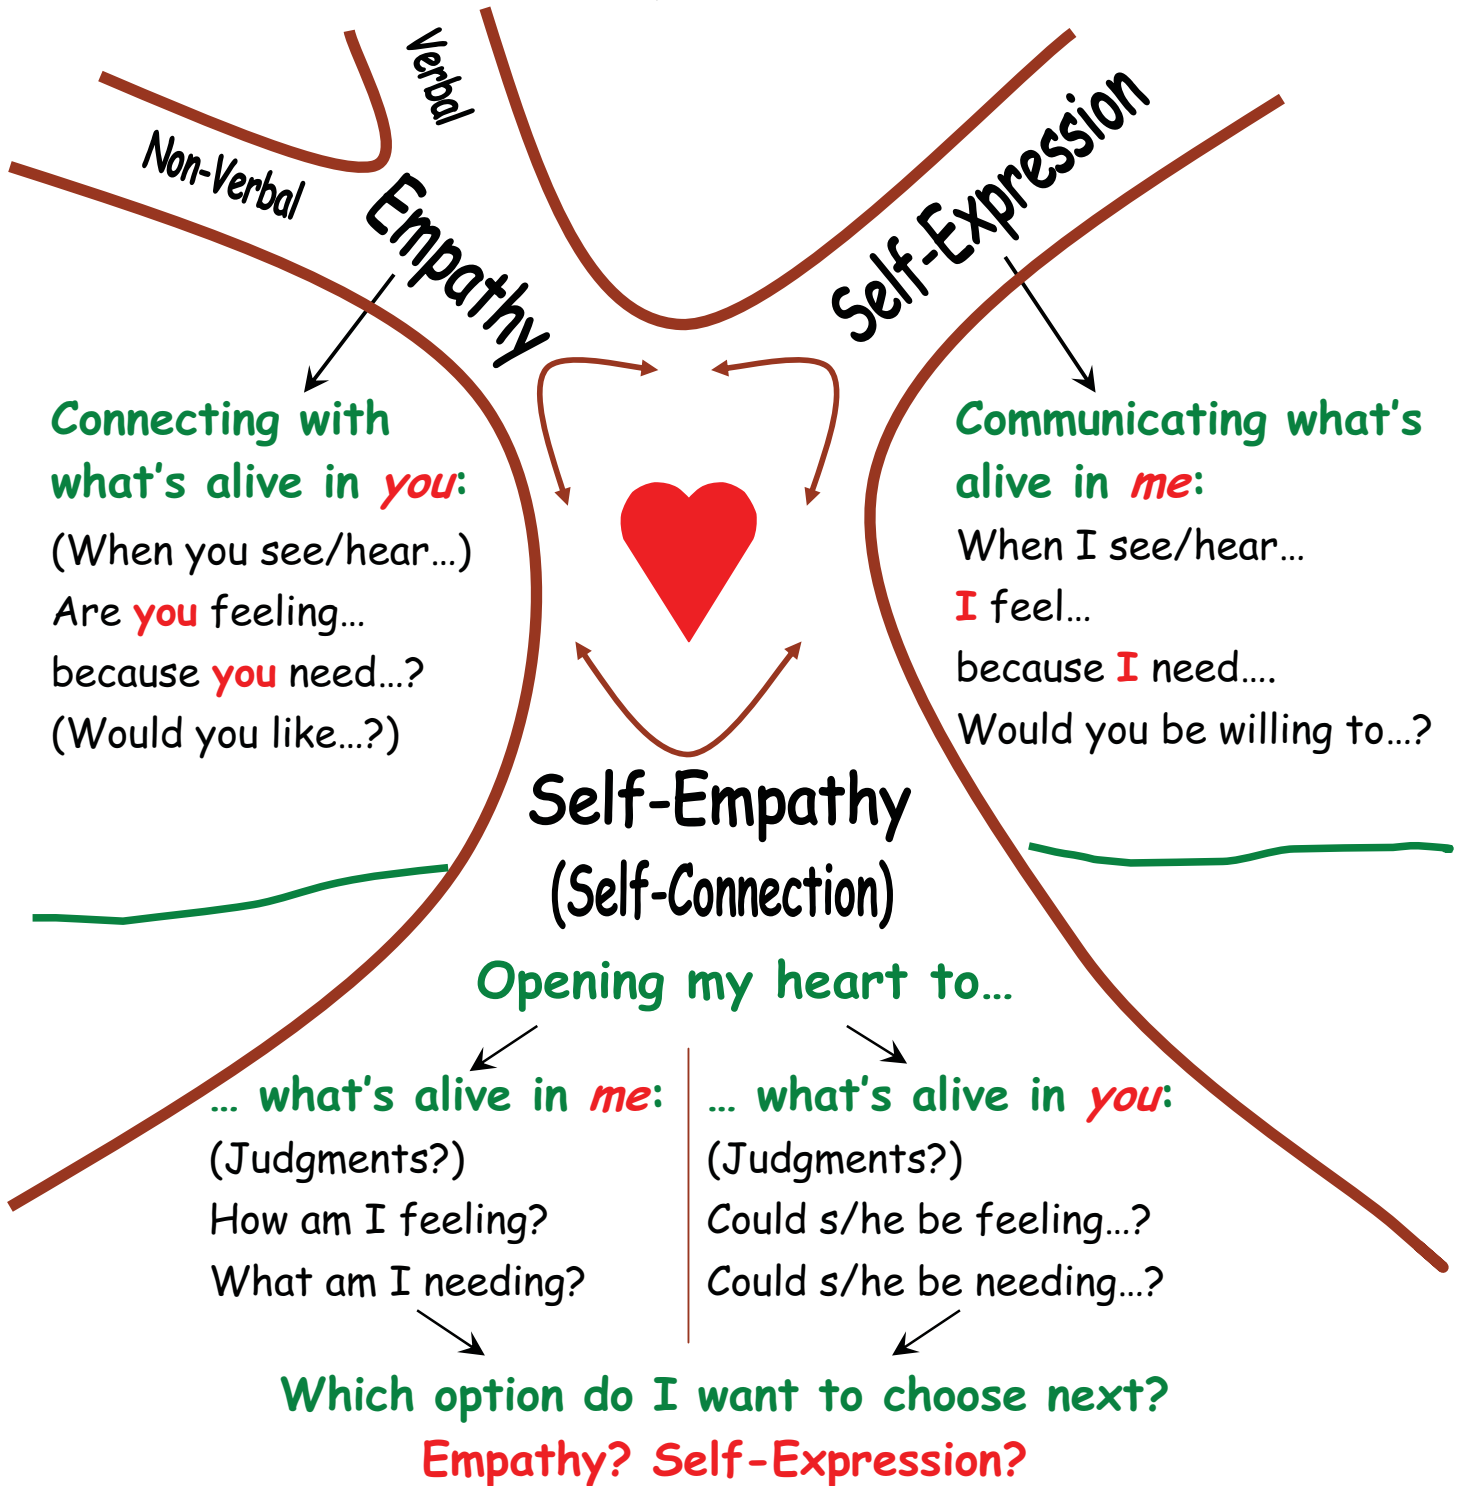 Verbal
Non-Verbal
Empathy
Self-Expression
Connecting with
what's alive in you:
(When you see/hear…)
Are you feeling…
because you need…?
(Would you like…?)
Communicating what's
alive in me:
When I see/hear…
I feel…
because I need….
Would you be willing to…?
Self-Empathy
(Self-Connection)
Opening my heart to…
… what's alive in me:
(Judgments?)
How am I feeling?
What am I needing?
… what's alive in you:
(Judgments?)
Could s/he be feeling…?
Could s/he be needing…?
Which option do I want to choose next?
Empathy? Self-Expression?